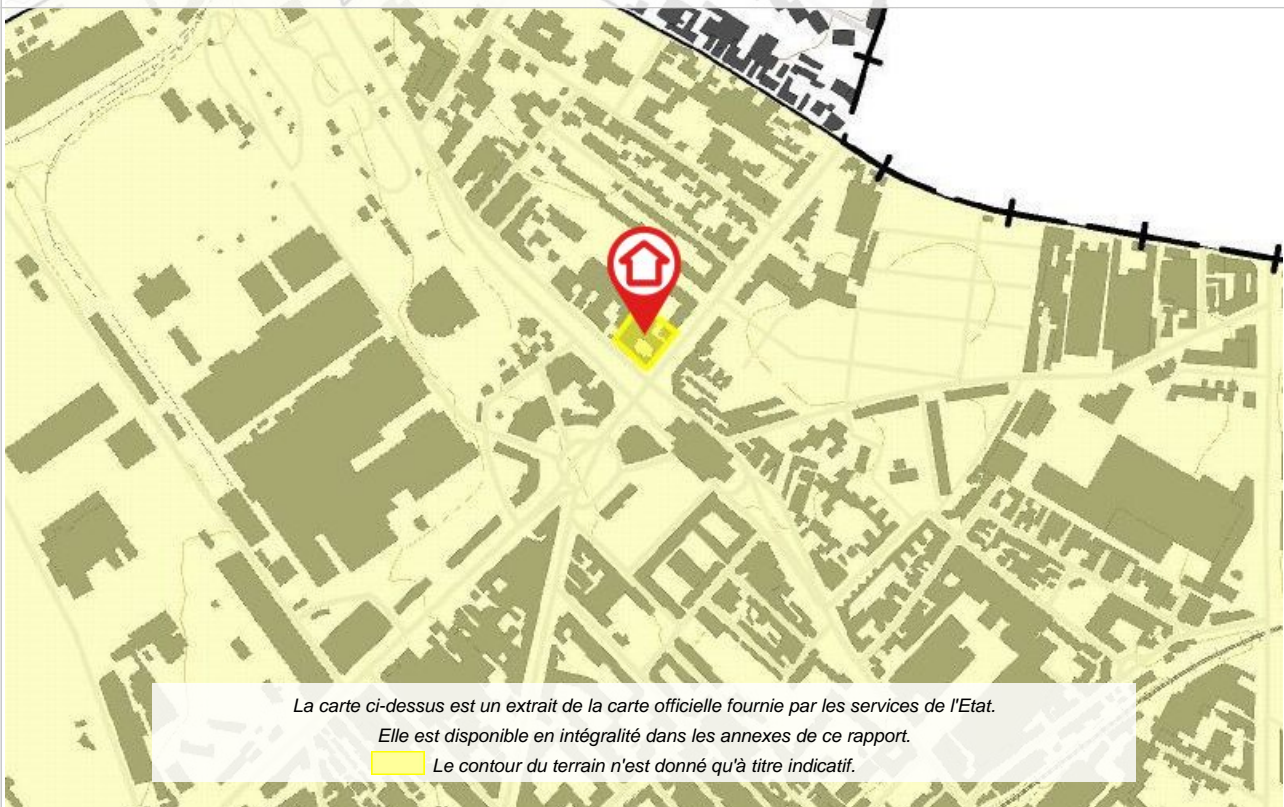 La carte ci-dessus est un extrait de la carte officielle fournie par les services de l'Etat.
Elle est disponible en intégralité dans les annexes de ce rapport.
Le contour du terrain n'est donné qu'à titre indicatif.